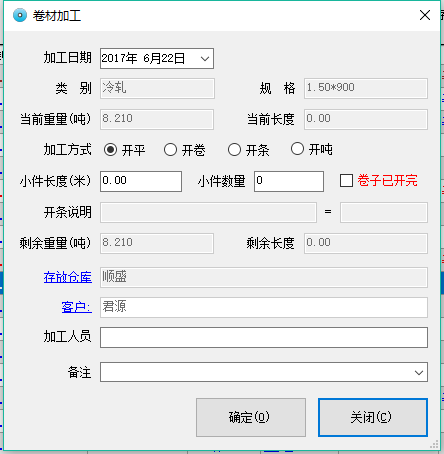 卷材加工
加工日期 2017年 6月22日
类 别 冷轧 规 格 1.50*900
当前重量(吨) 8.210 当前长度 0.00
加工方式 开平 开卷 开条 开吨
小件长度(米) 0.00 小件数量 0 卷子已开完
开条说明 =
剩余重量(吨) 8.210 剩余长度 0.00
存放仓库 顺盛
客户: 君源
加工人员
备注
确定(O) 关闭(C)